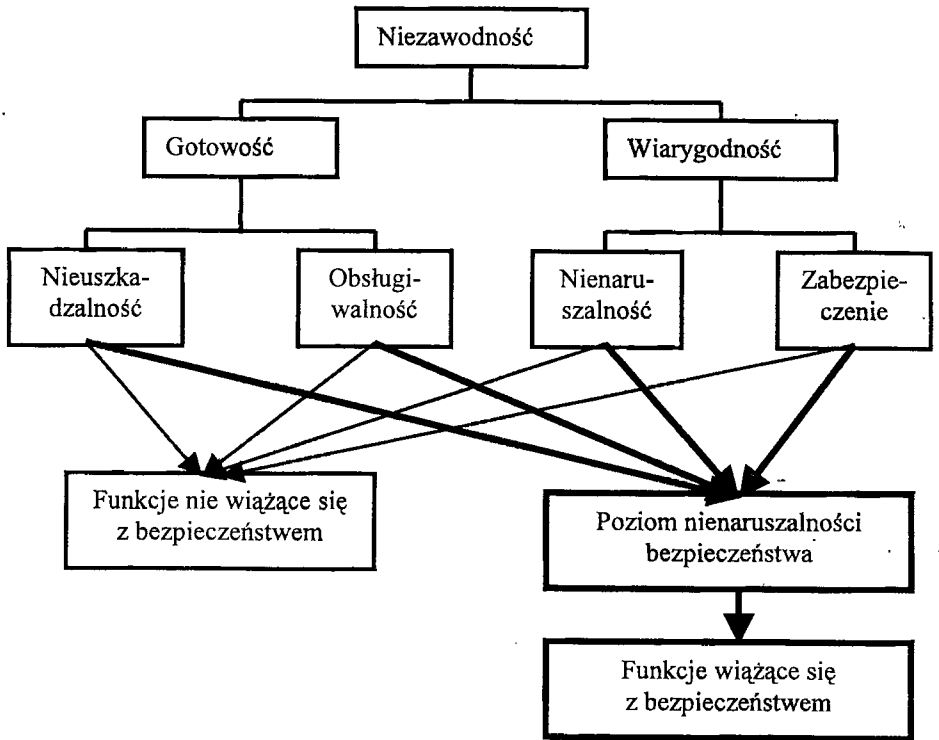 Niezawodność
Gotowość
Wiarygodność
Nieuszka-
dzalność
Obsługi-
walność
Nienaru-
szalność
Zabezpie-
czenie
Funkcje nie wiążące się
z bezpieczeństwem
Poziom nienaruszalności
bezpieczeństwa
Funkcje wiążące się
z bezpieczeństwem